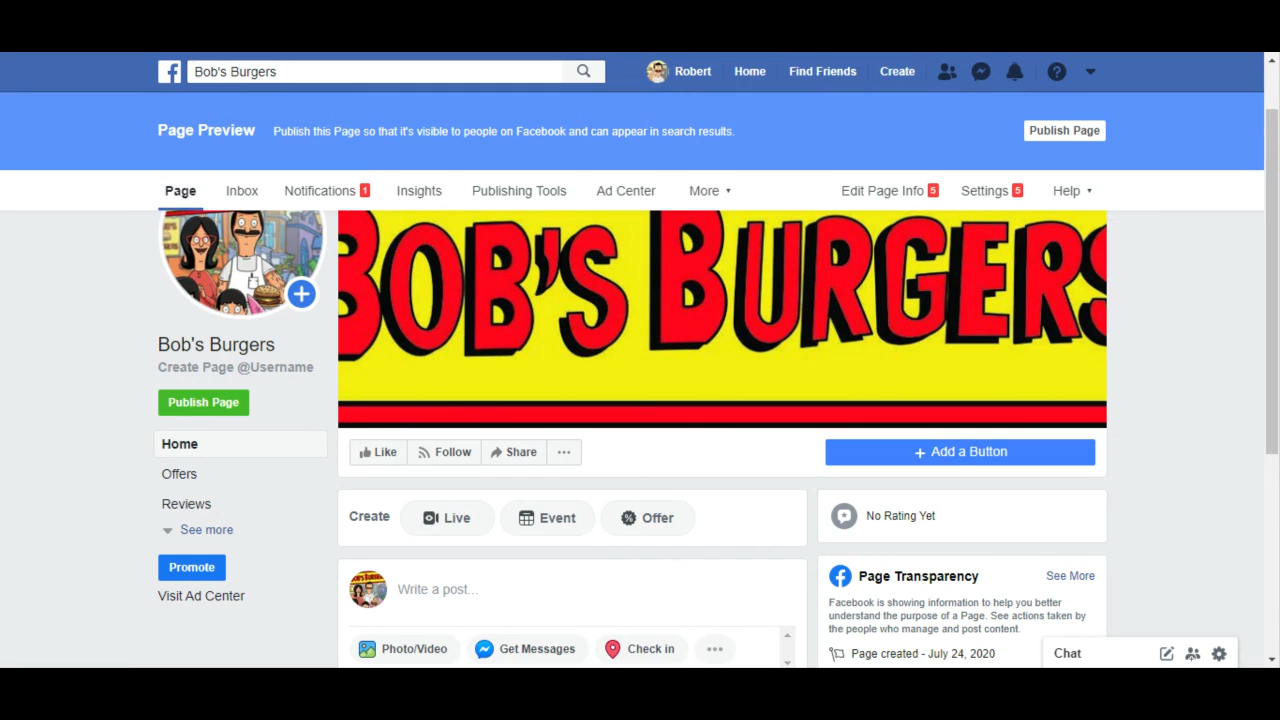 Bob's Burgers
Robert Home Find Friends Create
Page Preview Publish this Page so that it's visible to people on Facebook and can appear in search results. Publish Page
Page Inbox Notifications 1 Insights Publishing Tools Ad Center More Edit Page Info 5 Settings 5 Help
BOB'S BURGERS
Bob's Burgers
Create Page @Username
Publish Page
Home
Offers
Reviews
See more
Promote
Visit Ad Center
Like Follow Share ...
+ Add a Button
Create Live Event Offer
Write a post...
Photo/Video Get Messages Check in ...
No Rating Yet
Page Transparency See More
Facebook is showing information to help you better
understand the purpose of a Page. See actions taken by
the people who manage and post content.
Page created - July 24, 2020
Chat